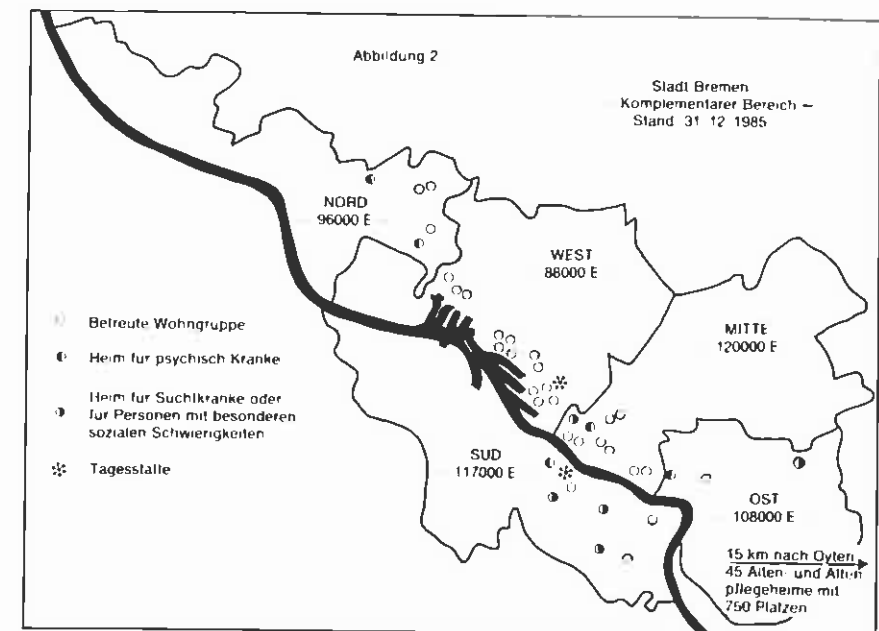 Abbildung 2
Stadt Bremen
Komplementarer Bereich –
Stand 31 12 1985
NORD
96000 E
WEST
88000 E
MITTE
120000 E
SUD
117000 E
OST
108000 E
Betreute Wohngruppe
Heim fur psychisch Kranke
Heim fur Suchtkranke oder
fur Personen mit besonderen
sozialen Schwierigkeiten
Tagesstatte
15 km nach Oyten
45 Alten- und Alten
pflegeheime mit
750 Platzen